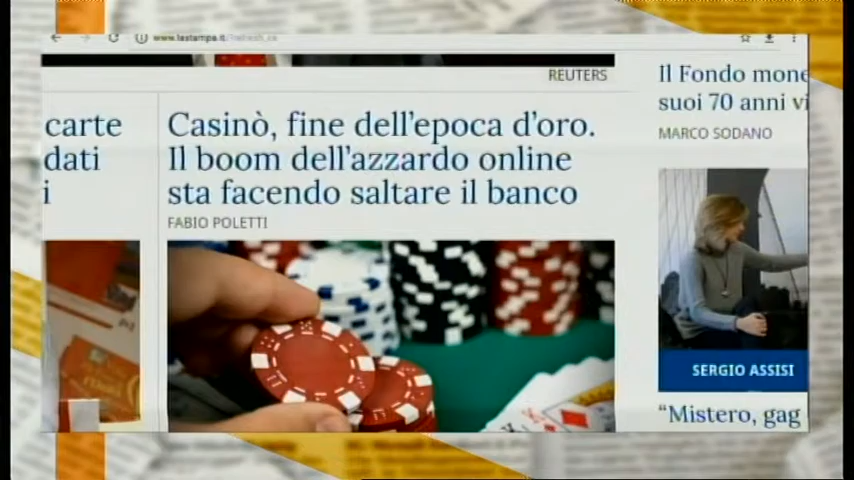 www.lastampa.it
REUTERS
carte
dati
i
Casinò, fine dell'epoca d'oro.
Il boom dell'azzardo online
sta facendo saltare il banco
FABIO POLETTI
Il Fondo mone
suoi 70 anni vi
MARCO SODANO
SERGIO ASSISI
“Mistero, gag